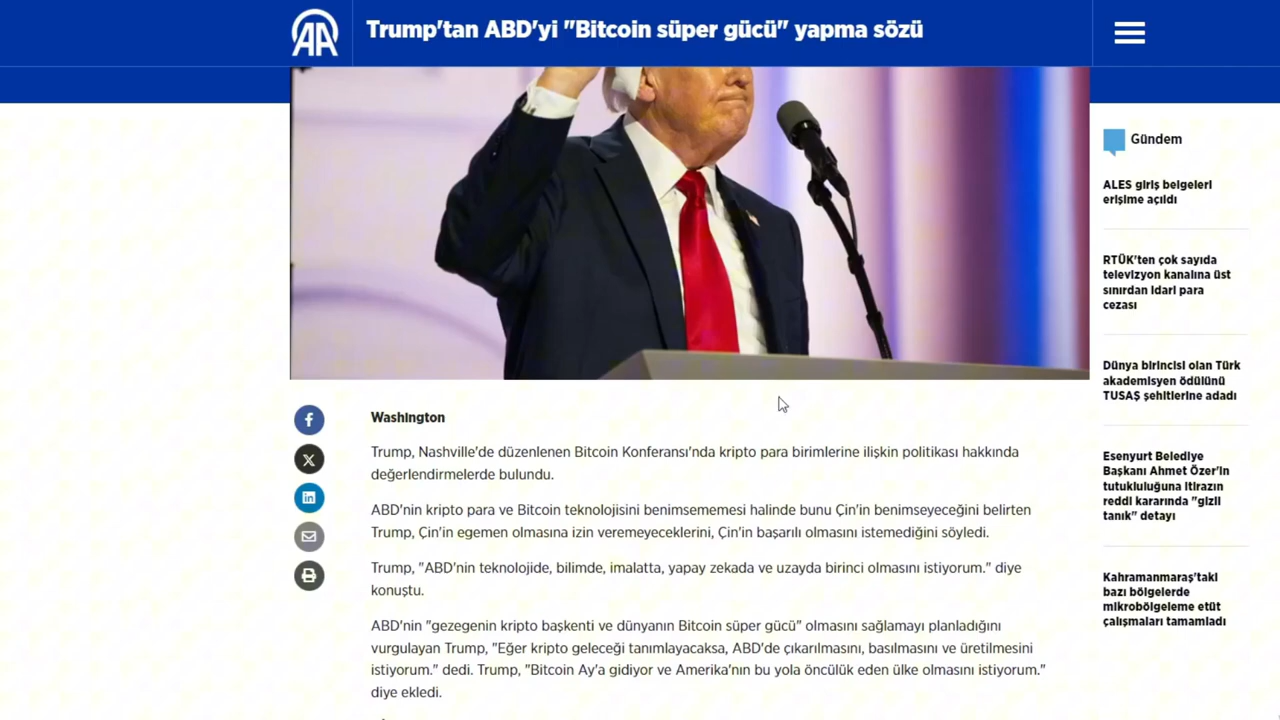 AA
Trump'tan ABD'yi "Bitcoin süper gücü" yapma sözü
Washington
Trump, Nashville'de düzenlenen Bitcoin Konferansı'nda kripto para birimlerine ilişkin politikası hakkında
değerlendirmelerde bulundu.
ABD'nin kripto para ve Bitcoin teknolojisini benimsememesi halinde bunu Çin'in benimseyeceğini belirten
Trump, Çin'in egemen olmasına izin veremeyeceklerini, Çin'in başarılı olmasını istemediğini söyledi.
Trump, "ABD'nin teknolojide, bilimde, imalatta, yapay zekada ve uzayda birinci olmasını istiyorum." diye
konuştu.
ABD'nin "gezegenin kripto başkenti ve dünyanın Bitcoin süper gücü" olmasını sağlamayı planladığını
vurgulayan Trump, "Eğer kripto geleceği tanımlayacaksa, ABD'de çıkarılmasını, basılmasını ve üretilmesini
istiyorum." dedi. Trump, "Bitcoin Ay'a gidiyor ve Amerika'nın bu yola öncülük eden ülke olmasını istiyorum."
diye ekledi.
Gündem
ALES giriş belgeleri
erişime açıldı
RTÜK'ten çok sayıda
televizyon kanalına üst
sınırdan idari para
cezası
Dünya birincisi olan Türk
akademisyen ödülünü
TUSAŞ şehitlerine adadı
Esenyurt Belediye
Başkanı Ahmet Özer'in
tutukluluğuna itirazın
reddi kararında "gizli
tanık" detayı
Kahramanmaraş'taki
bazı bölgelerde
mikrobölgeleme etüt
çalışmaları tamamladı